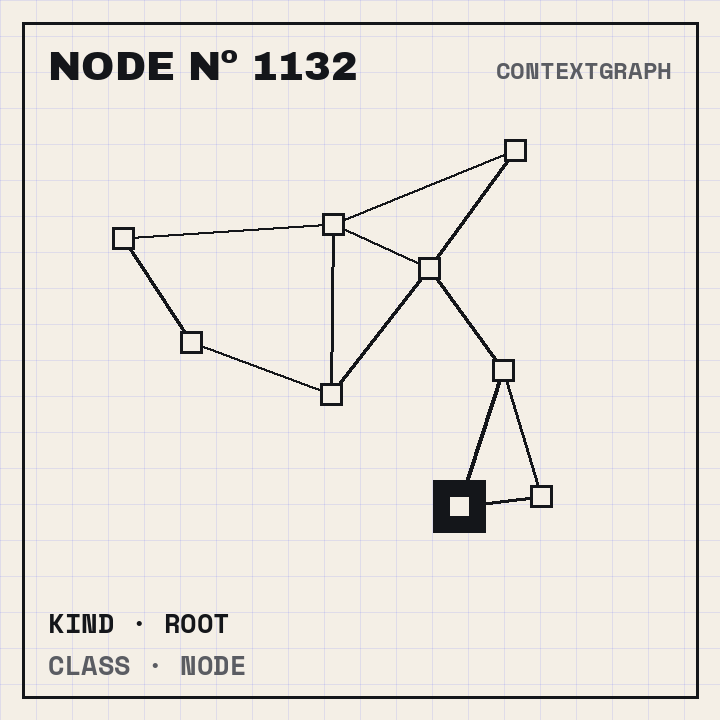 NODE Nº 1132
CONTEXTGRAPH
KIND · ROOT
CLASS · NODE